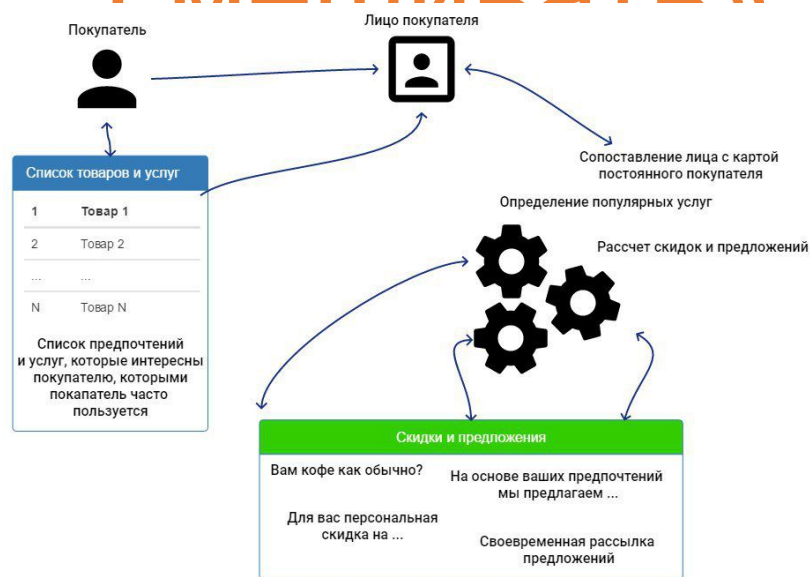 Покупатель
Лицо покупателя
Сопоставление лица с картой
постоянного покупателя
Список товаров и услуг
1 Товар 1
2 Товар 2
... ...
N Товар N
Список предпочтений
и услуг, которые интересны
покупателю, которыми
покапатель часто
пользуется
Определение популярных услуг
Рассчет скидок и предложений
Скидки и предложения
Вам кофе как обычно?
На основе ваших предпочтений
мы предлагаем ...
Для вас персональная
скидка на ...
Своевременная рассылка
предложений